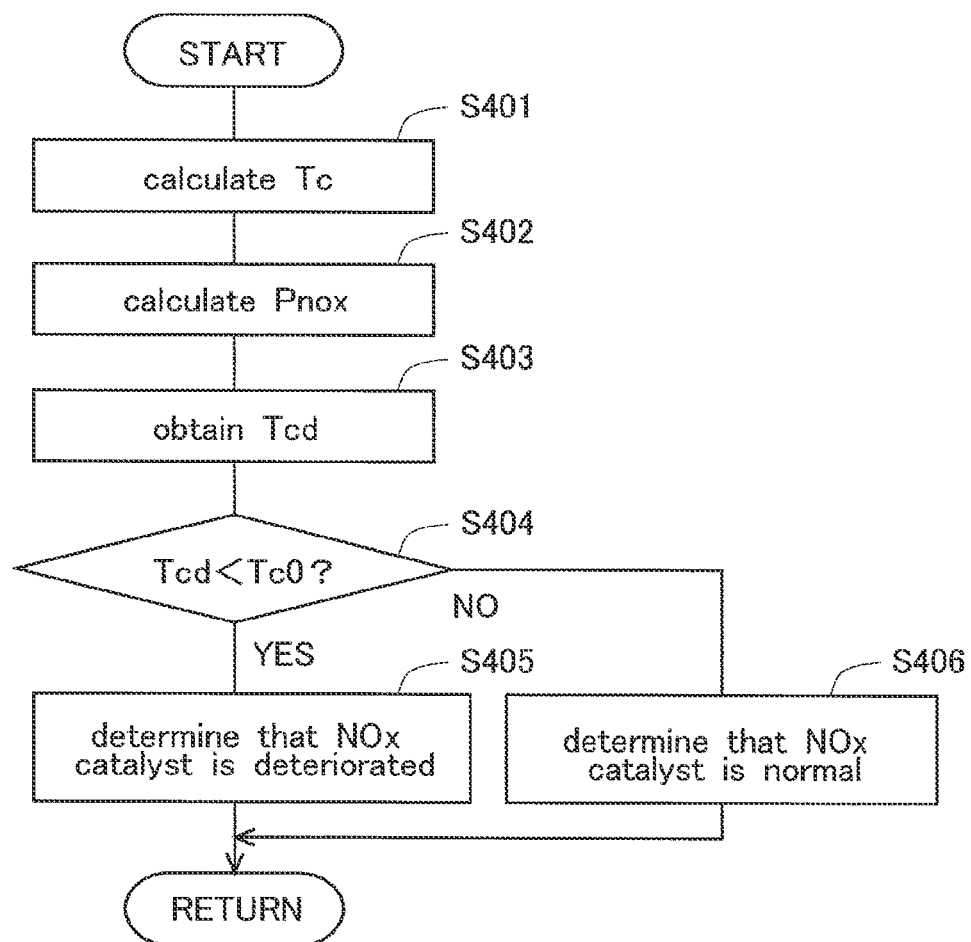 START
S401
calculate Tc
S402
calculate Pnox
S403
obtain Tcd
S404
Tcd<Tc0?
NO
YES
S405
determine that NOx
catalyst is deteriorated
S406
determine that NOx
catalyst is normal
RETURN